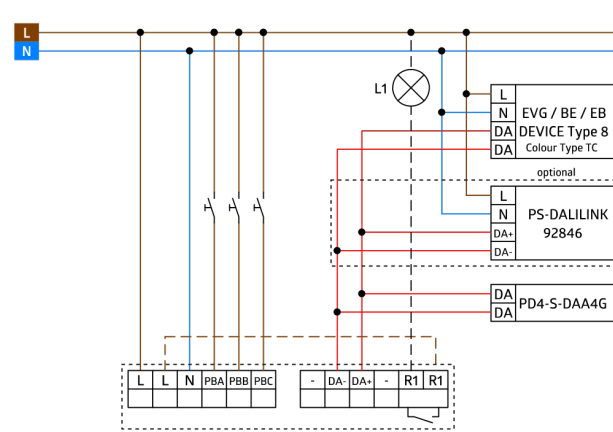 L
N
L1
L
N EVG / BE / EB
DA DEVICE Type 8
DA Colour Type TC
optional
L
N PS-DALILINK
DA+ 92846
DA-
DA
DA PD4-S-DAA4G
L L N PBA PBB PBC - DA- DA+ - R1 R1